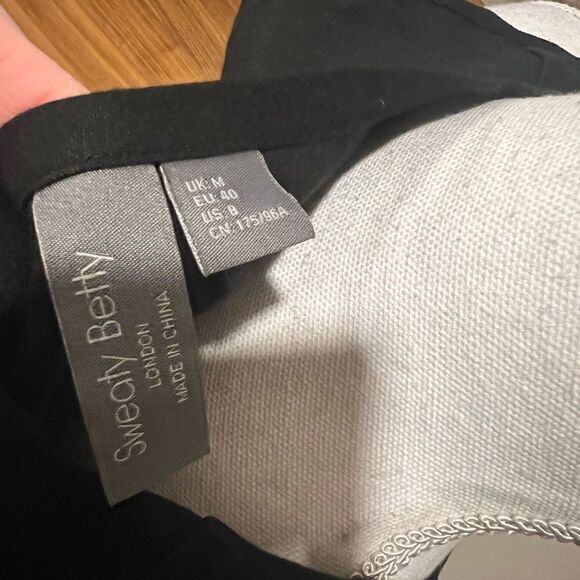 Sweaty Betty
LONDON
MADE IN CHINA
UK: M
EU: 40
US: 8
CN: 175/96A